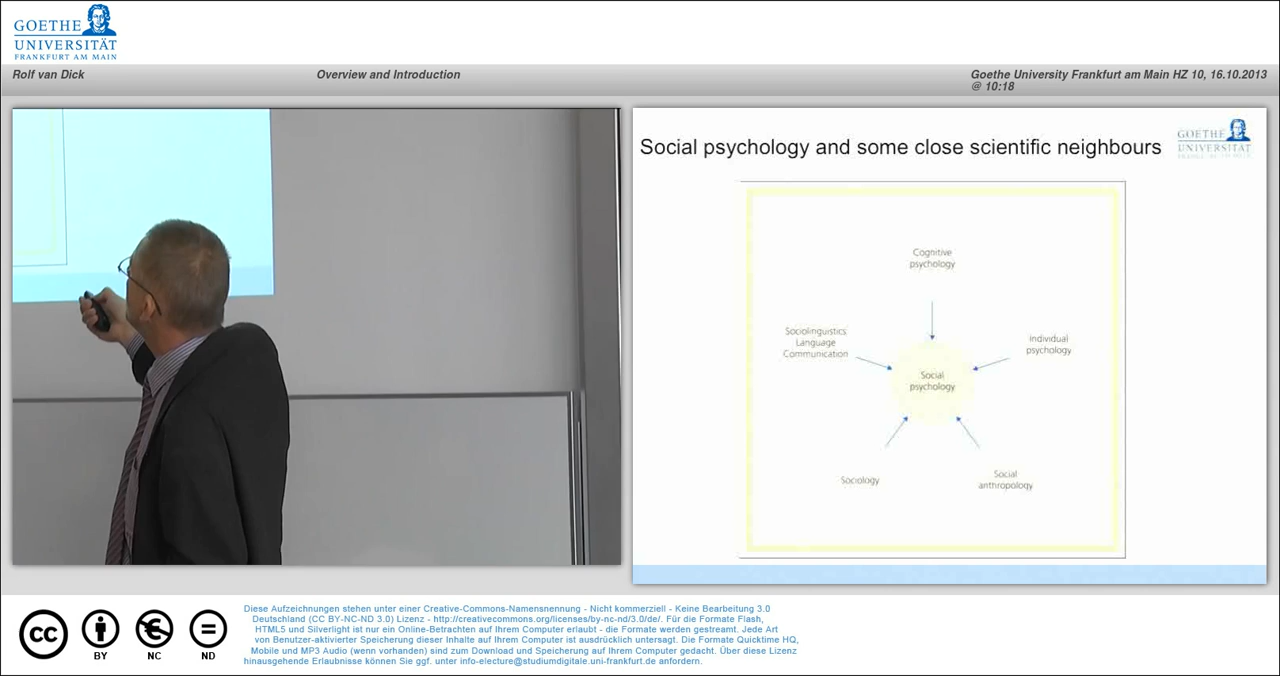 GOETHE
UNIVERSITÄT
FRANKFURT AM MAIN
Rolf van Dick
Overview and Introduction
Goethe University Frankfurt am Main HZ 10, 16.10.2013
@ 10:18
Social psychology and some close scientific neighbours
GOETHE
UNIVERSITÄT
FRANKFURT AM MAIN
Cognitive
psychology
Sociolinguistics
Language
Communication
Individual
psychology
Social
psychology
Sociology
Social
anthropology
cc
BY
NC
ND
Diese Aufzeichnungen stehen unter einer Creative-Commons-Namensnennung - Nicht kommerziell - Keine Bearbeitung 3.0
Deutschland (CC BY-NC-ND 3.0) Lizenz - http://creativecommons.org/licenses/by-nc-nd/3.0/de/. Für die Formate Flash,
HTML5 und Silverlight ist nur ein Online-Betrachten auf Ihrem Computer erlaubt - die Formate werden gestreamt. Jede Art
von Benutzer-aktivierter Speicherung dieser Inhalte auf Ihrem Computer ist ausdrücklich untersagt. Die Formate Quicktime HQ,
Mobile und MP3 Audio (wenn vorhanden) sind zum Download und Speicherung auf Ihrem Computer gedacht. Über diese Lizenz
hinausgehende Erlaubnisse können Sie ggf. unter info-electure@studiumdigitale.uni-frankfurt.de anfordern.